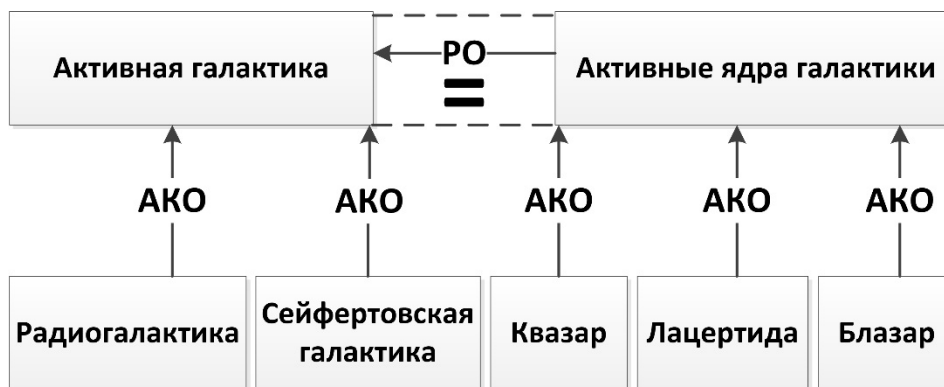 Активная галактика
РО
=
Активные ядра галактики
АКО
АКО
АКО
АКО
АКО
Радиогалактика
Сейфертовская
галактика
Квазар
Лацертида
Блазар